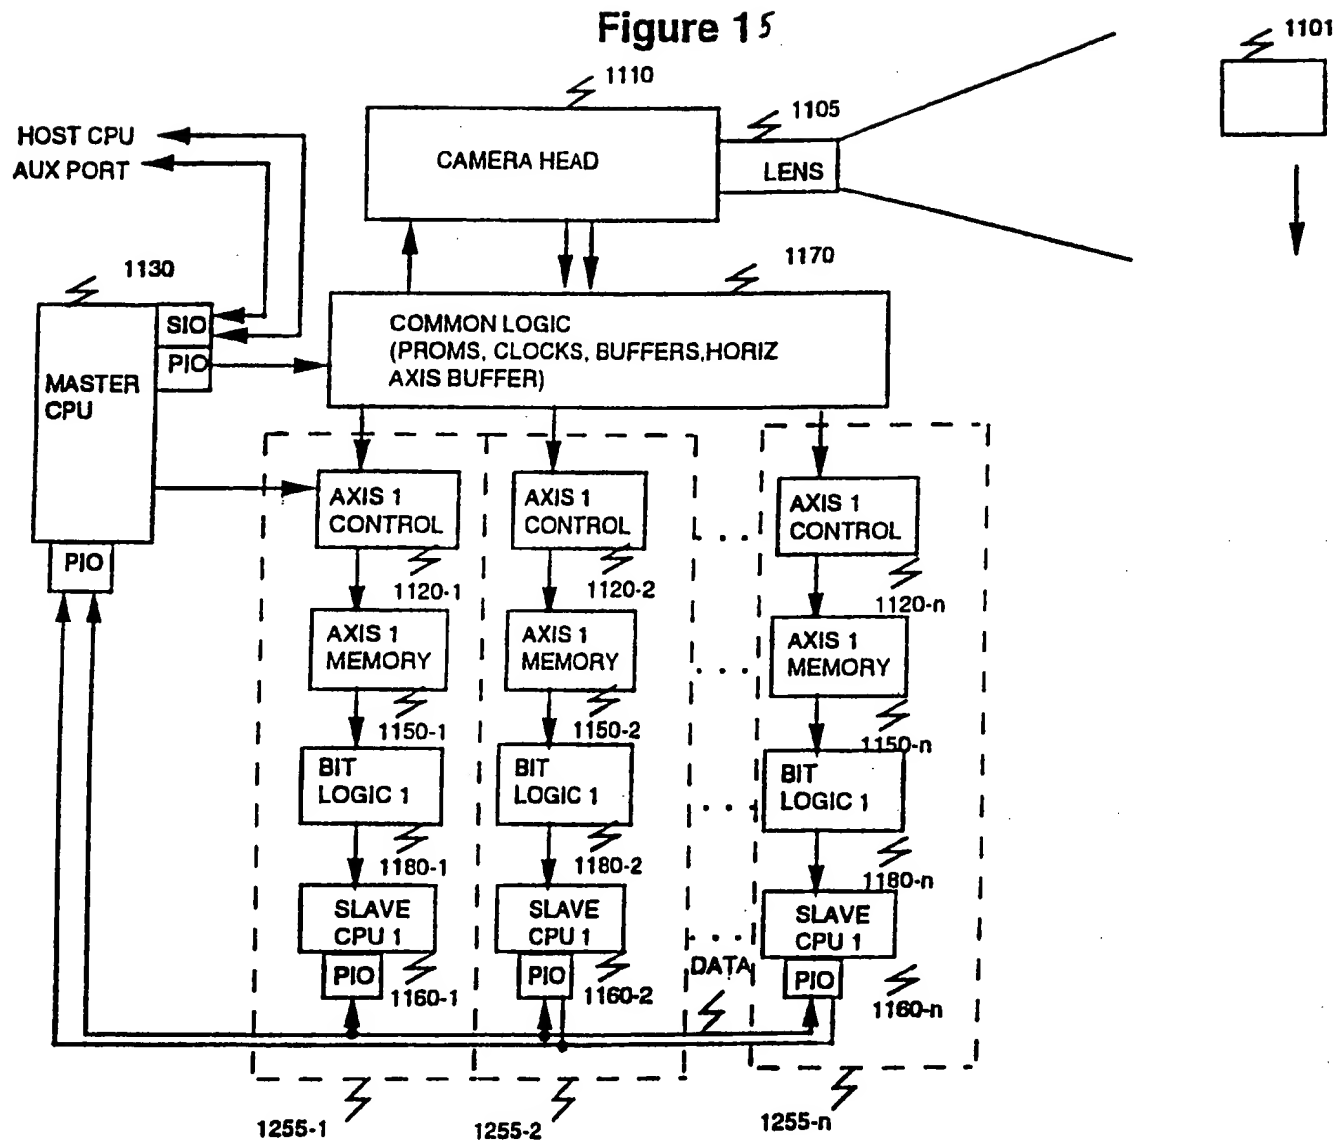 Figure 15
1101
1110
1105
HOST CPU
AUX PORT
CAMERA HEAD
LENS
1130
1170
SIO
PIO
MASTER
CPU
COMMON LOGIC
(PROMS, CLOCKS, BUFFERS,HORIZ
AXIS BUFFER)
AXIS 1
CONTROL
AXIS 1
CONTROL
AXIS 1
CONTROL
. . .
PIO
1120-1
1120-2
1120-n
AXIS 1
MEMORY
AXIS 1
MEMORY
AXIS 1
MEMORY
. . .
1150-1
1150-2
1150-n
BIT
LOGIC 1
BIT
LOGIC 1
BIT
LOGIC 1
. . .
1180-1
1180-2
1180-n
SLAVE
CPU 1
SLAVE
CPU 1
SLAVE
CPU 1
. . .
DATA
PIO
PIO
PIO
1160-1
1160-2
1160-n
1255-1
1255-2
1255-n